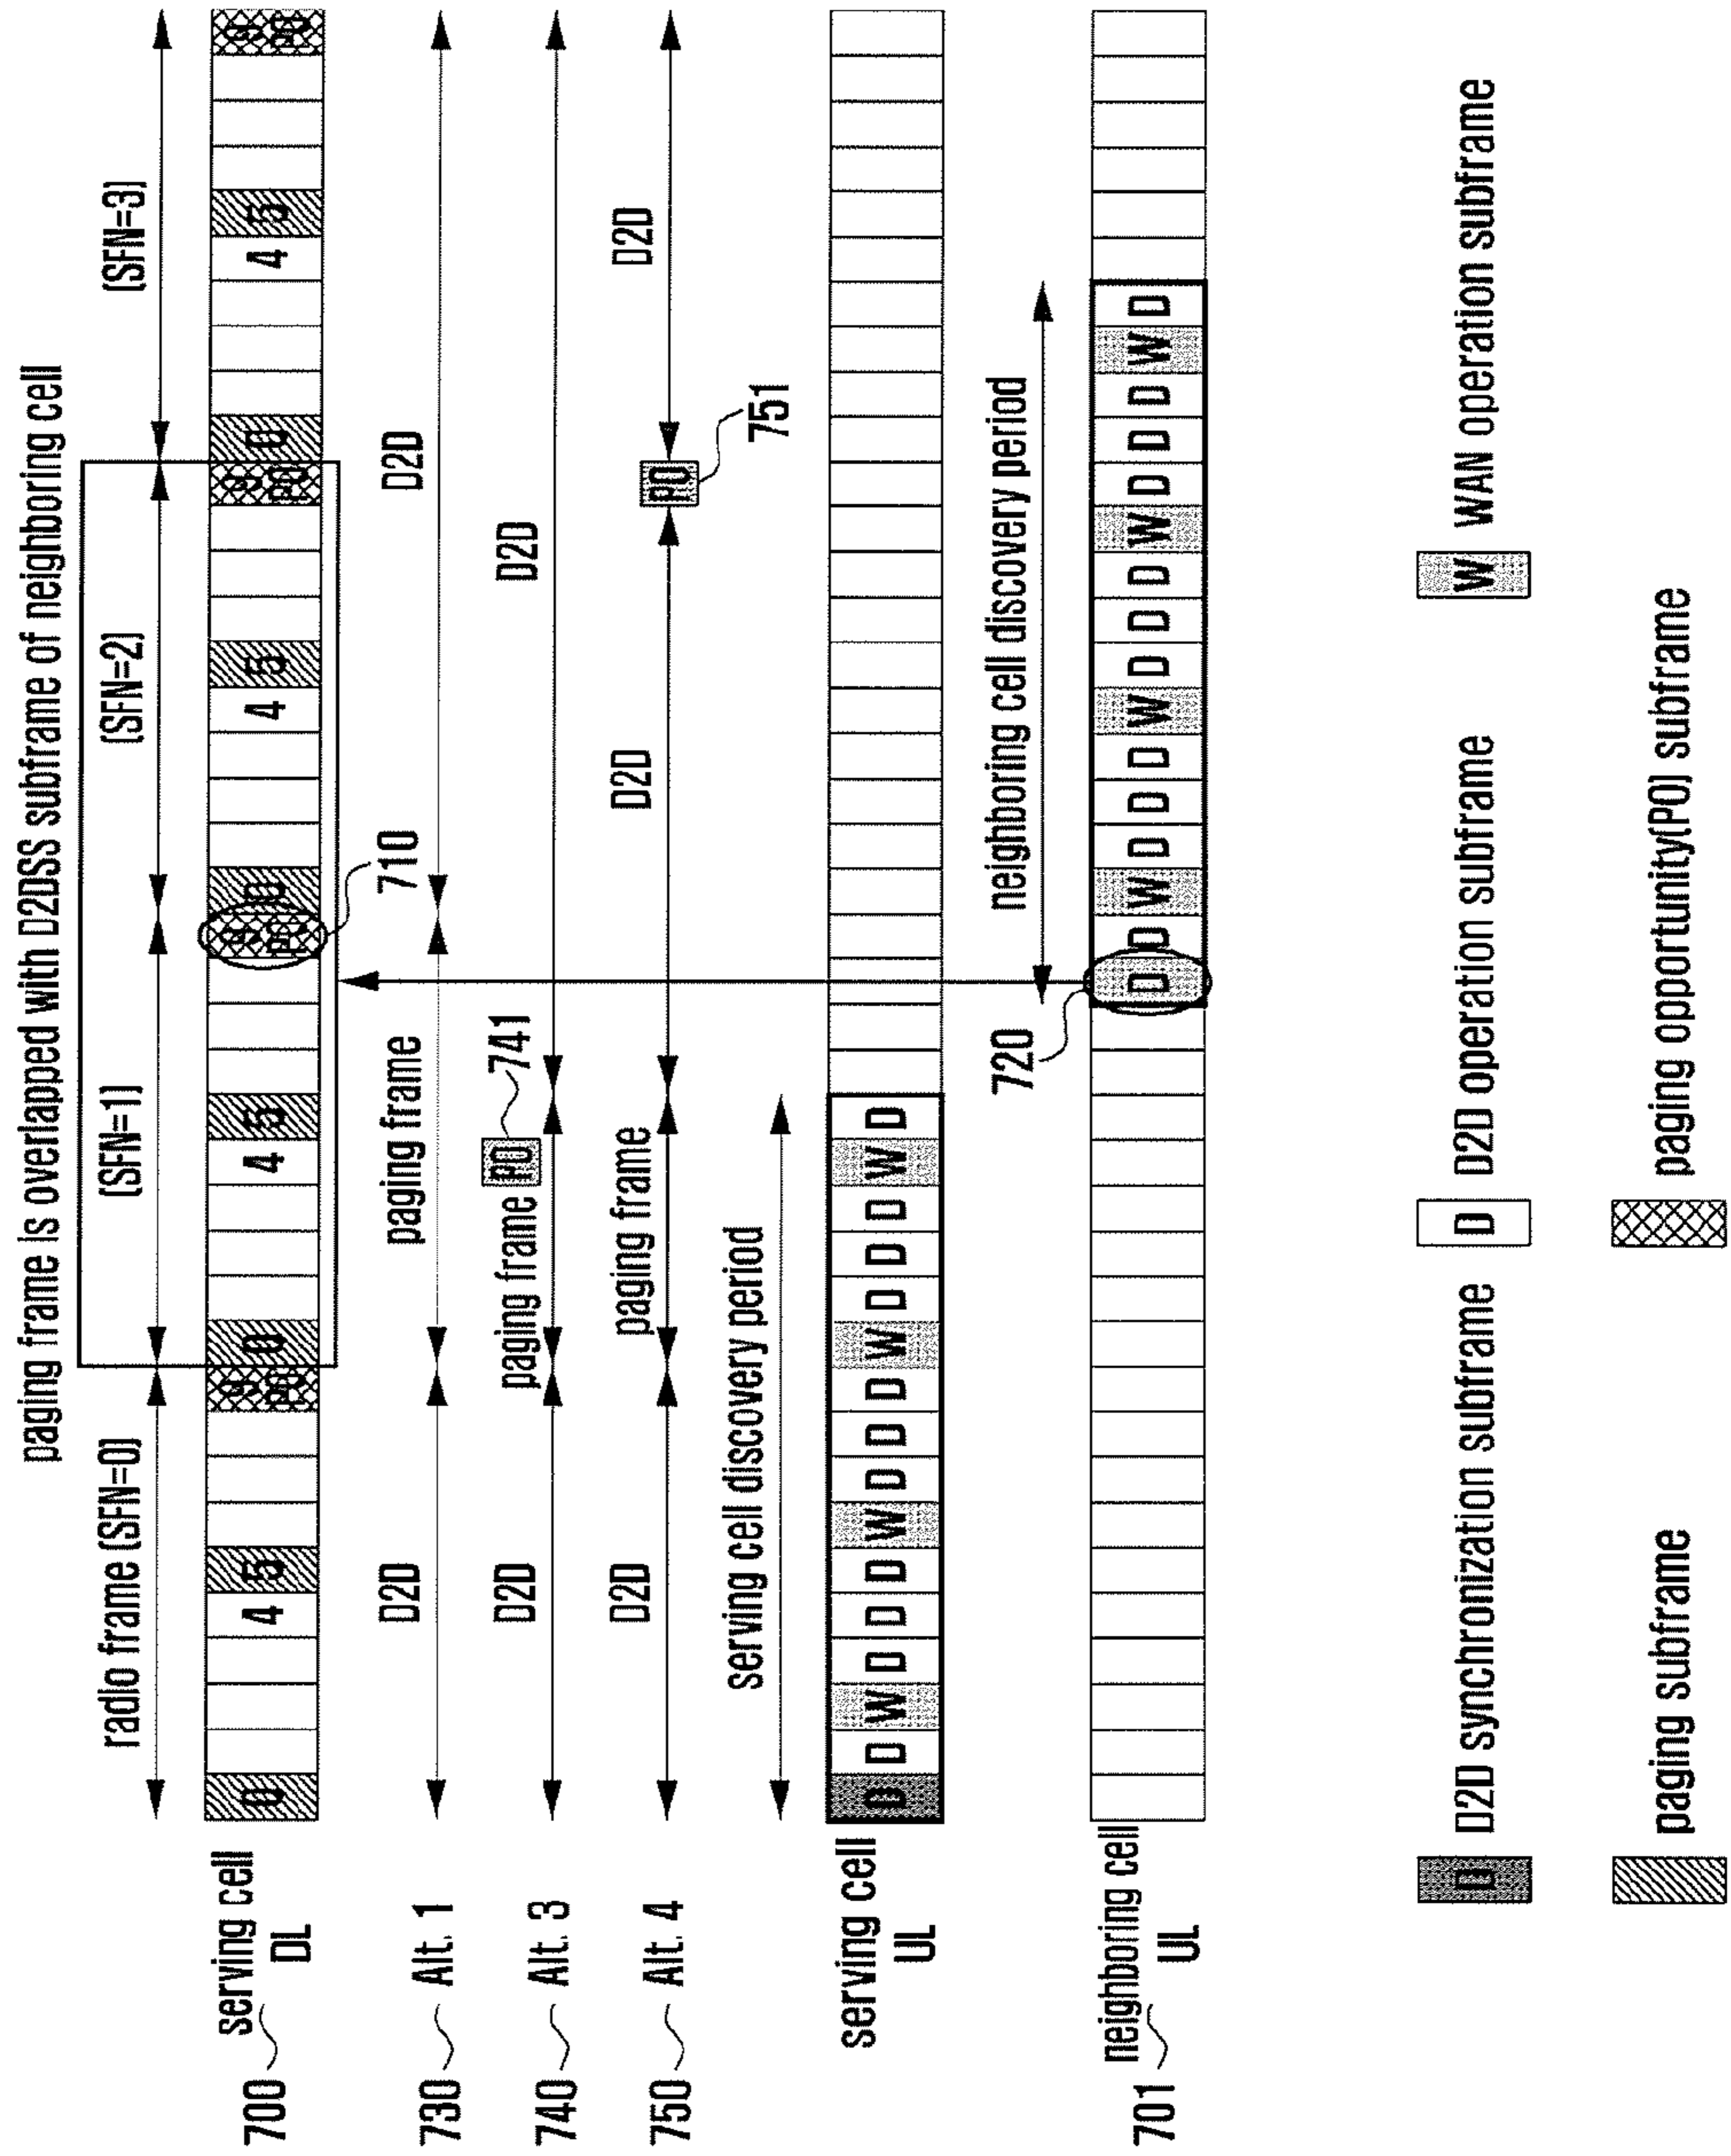 paging frame is overlapped with D2DSS subframe of neighboring cell
radio frame (SFN=0) (SFN=1) (SFN=2) (SFN=3)
700 serving cell DL 0 4 5 9 PO 0 4 5 9 PO 0 4 5 9 PO 0 4 5 9 PO
710
730 Alt. 1 D2D paging frame D2D
740 Alt. 3 D2D paging frame PO 741 D2D
750 Alt. 4 D2D paging frame D2D PO D2D
751
serving cell discovery period
serving cell UL D D W D D D W D D D W D D D W D
neighboring cell discovery period
720
701 neighboring cell UL D D W D D D W D D D W D D D W D
D D2D synchronization subframe D D2D operation subframe W WAN operation subframe
paging subframe paging opportunity(PO) subframe